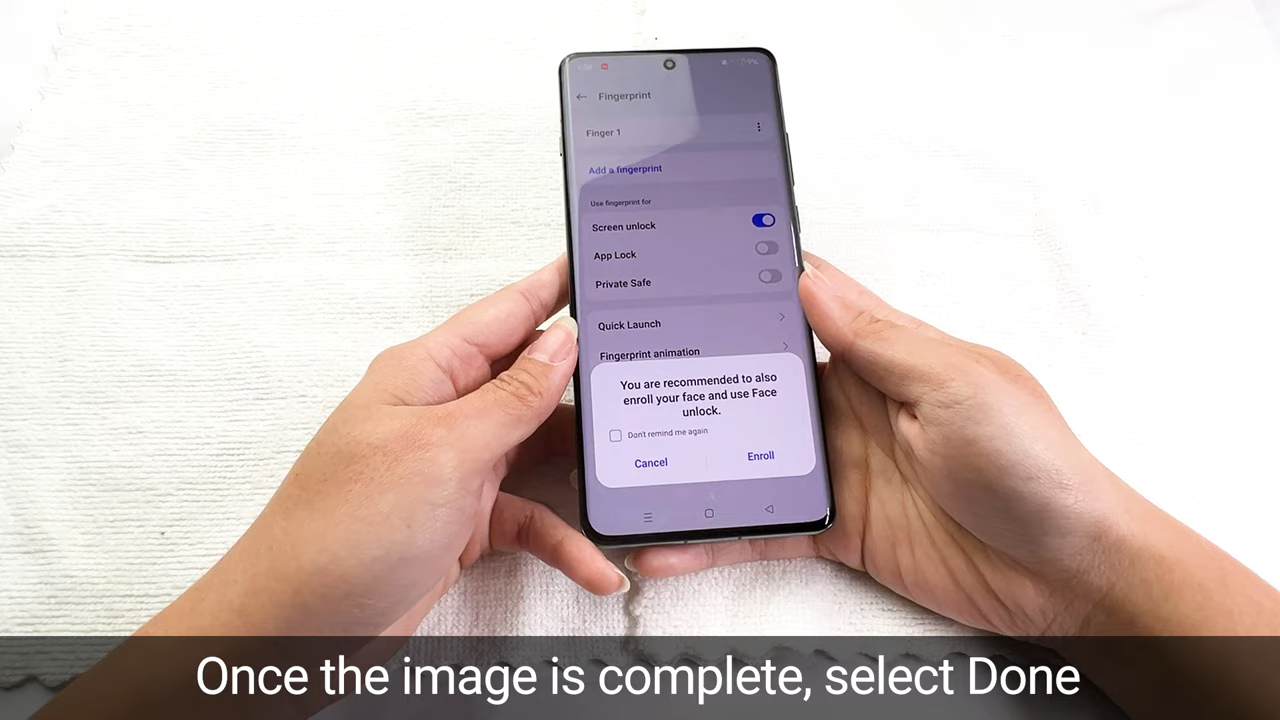 Fingerprint
Finger 1
Add a fingerprint
Use fingerprint for
Screen unlock
App Lock
Private Safe
Quick Launch
Fingerprint animation
You are recommended to also
enroll your face and use Face
unlock.
Don't remind me again
Cancel
Enroll
Once the image is complete, select Done